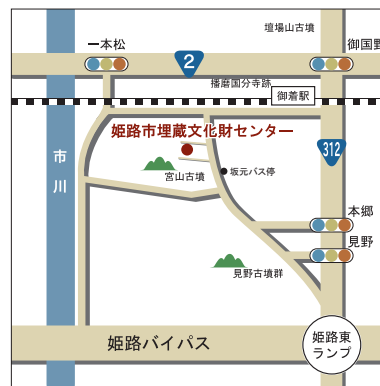 壇場山古墳
一本松
御国野
2
播磨国分寺跡
御着駅
姫路市埋蔵文化財センター
312
市川
坂元バス停
宮山古墳
本郷
見野
見野古墳群
姫路バイパス
姫路東
ランプ